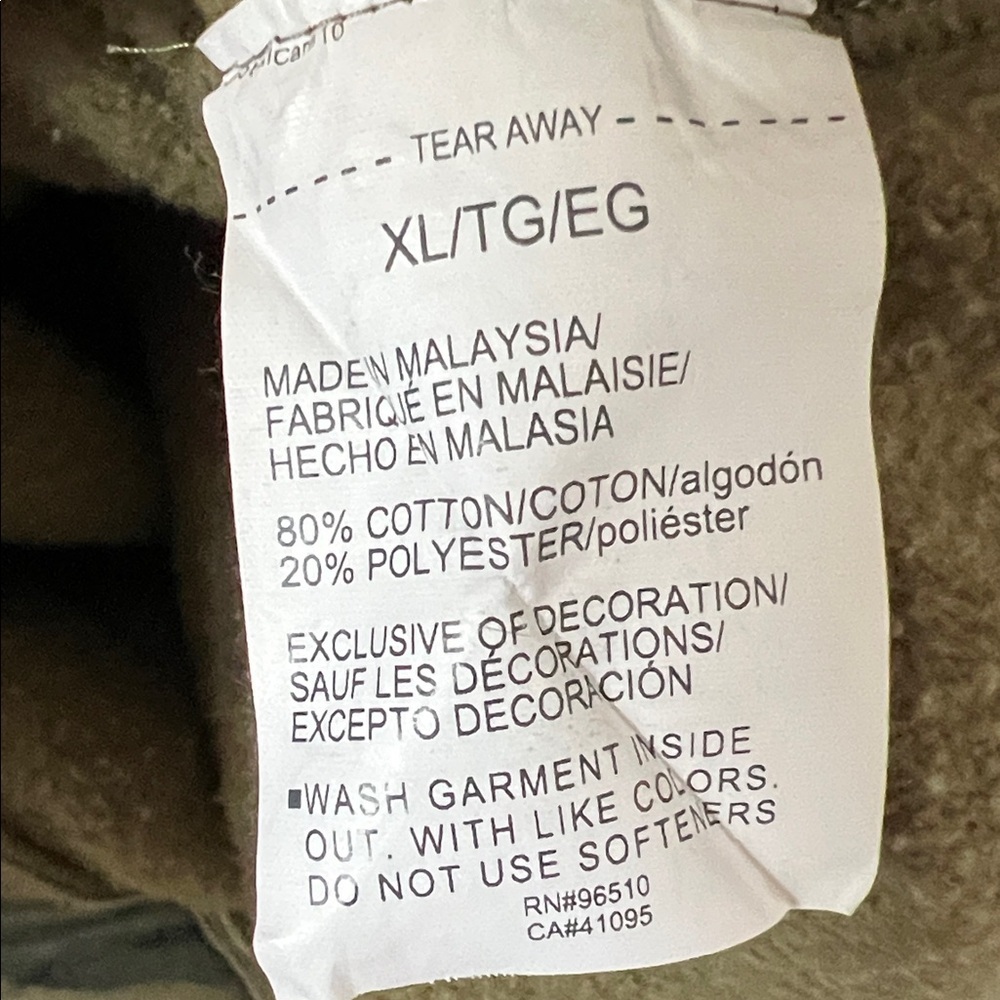 Car 10
TEAR AWAY
XL/TG/EG
MADE IN MALAYSIA/
FABRIQUÉ EN MALAISIE/
HECHO EN MALASIA
80% COTTON/COTON/algodón
20% POLYESTER/poliéster
EXCLUSIVE OF DECORATION/
SAUF LES DÉCORATIONS/
EXCEPTO DECORACIÓN
WASH GARMENT INSIDE
OUT. WITH LIKE COLORS.
DO NOT USE SOFTENERS
RN#96510
CA#41095